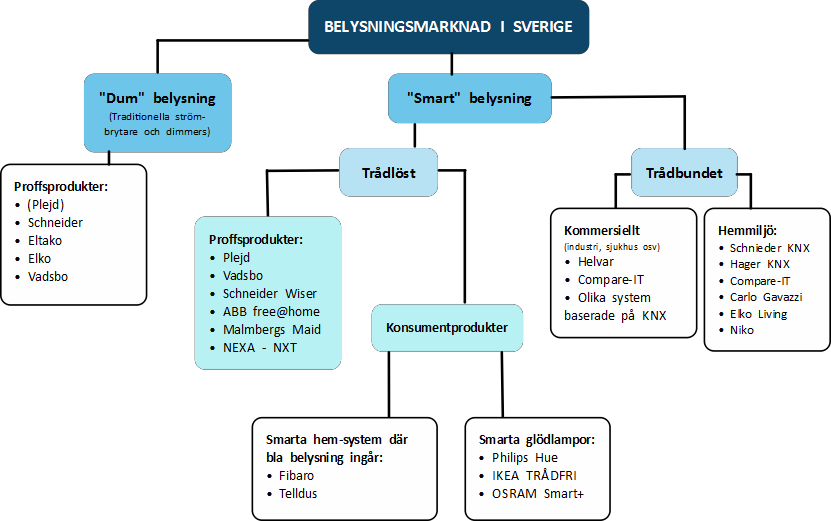 BELYSNINGSMARKNAD I SVERIGE
"Dum" belysning
(Traditionella ström-
brytare och dimmers)
"Smart" belysning
Trådlöst
Trådbundet
Proffsprodukter:
• (Plejd)
• Schneider
• Eltako
• Elko
• Vadsbo
Proffsprodukter:
• Plejd
• Vadsbo
• Schneider Wiser
• ABB free@home
• Malmbergs Maid
• NEXA - NXT
Konsumentprodukter
Kommersiellt
(industri, sjukhus osv)
• Helvar
• Compare-IT
• Olika system
baserade på KNX
Hemmiljö:
• Schnieder KNX
• Hager KNX
• Compare-IT
• Carlo Gavazzi
• Elko Living
• Niko
Smarta hem-system där
bla belysning ingår:
• Fibaro
• Telldus
Smarta glödlampor:
• Philips Hue
• IKEA TRÅDFRI
• OSRAM Smart+